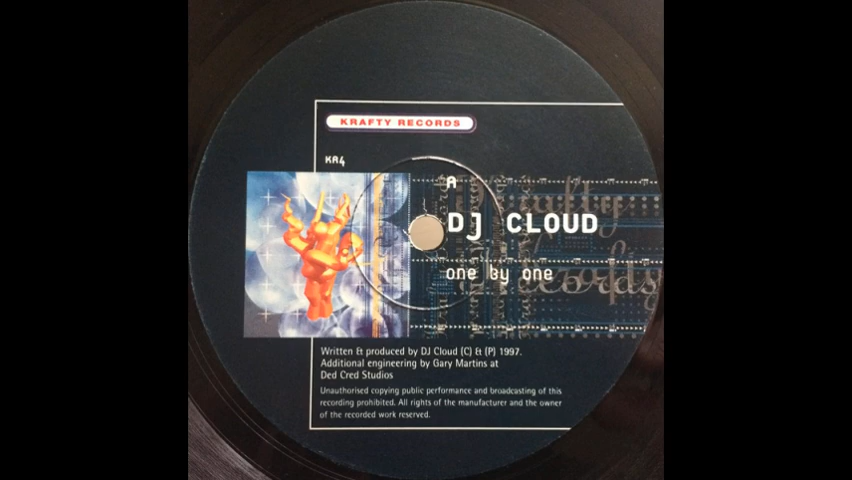 KRAFTY RECORDS
KR4
A
DJ CLOUD
one by one
Written & produced by DJ Cloud (C) & (P) 1997.
Additional engineering by Gary Martins at
Ded Cred Studios
Unauthorised copying public performance and broadcasting of this
recording prohibited. All rights of the manufacturer and the owner
of the recorded work reserved.